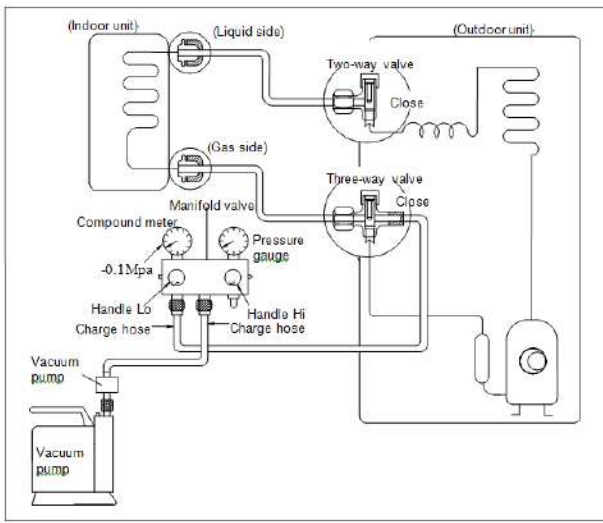 (Indoor unit)
(Liquid side)
(Outdoor unit)
Two-way valve
Close
(Gas side)
Three-way valve
Close
Manifold valve
Compound meter
Pressure
gauge
-0.1Mpa
Handle Lo
Handle Hi
Charge hose
Charge hose
Vacuum
pump
Vacuum
pump